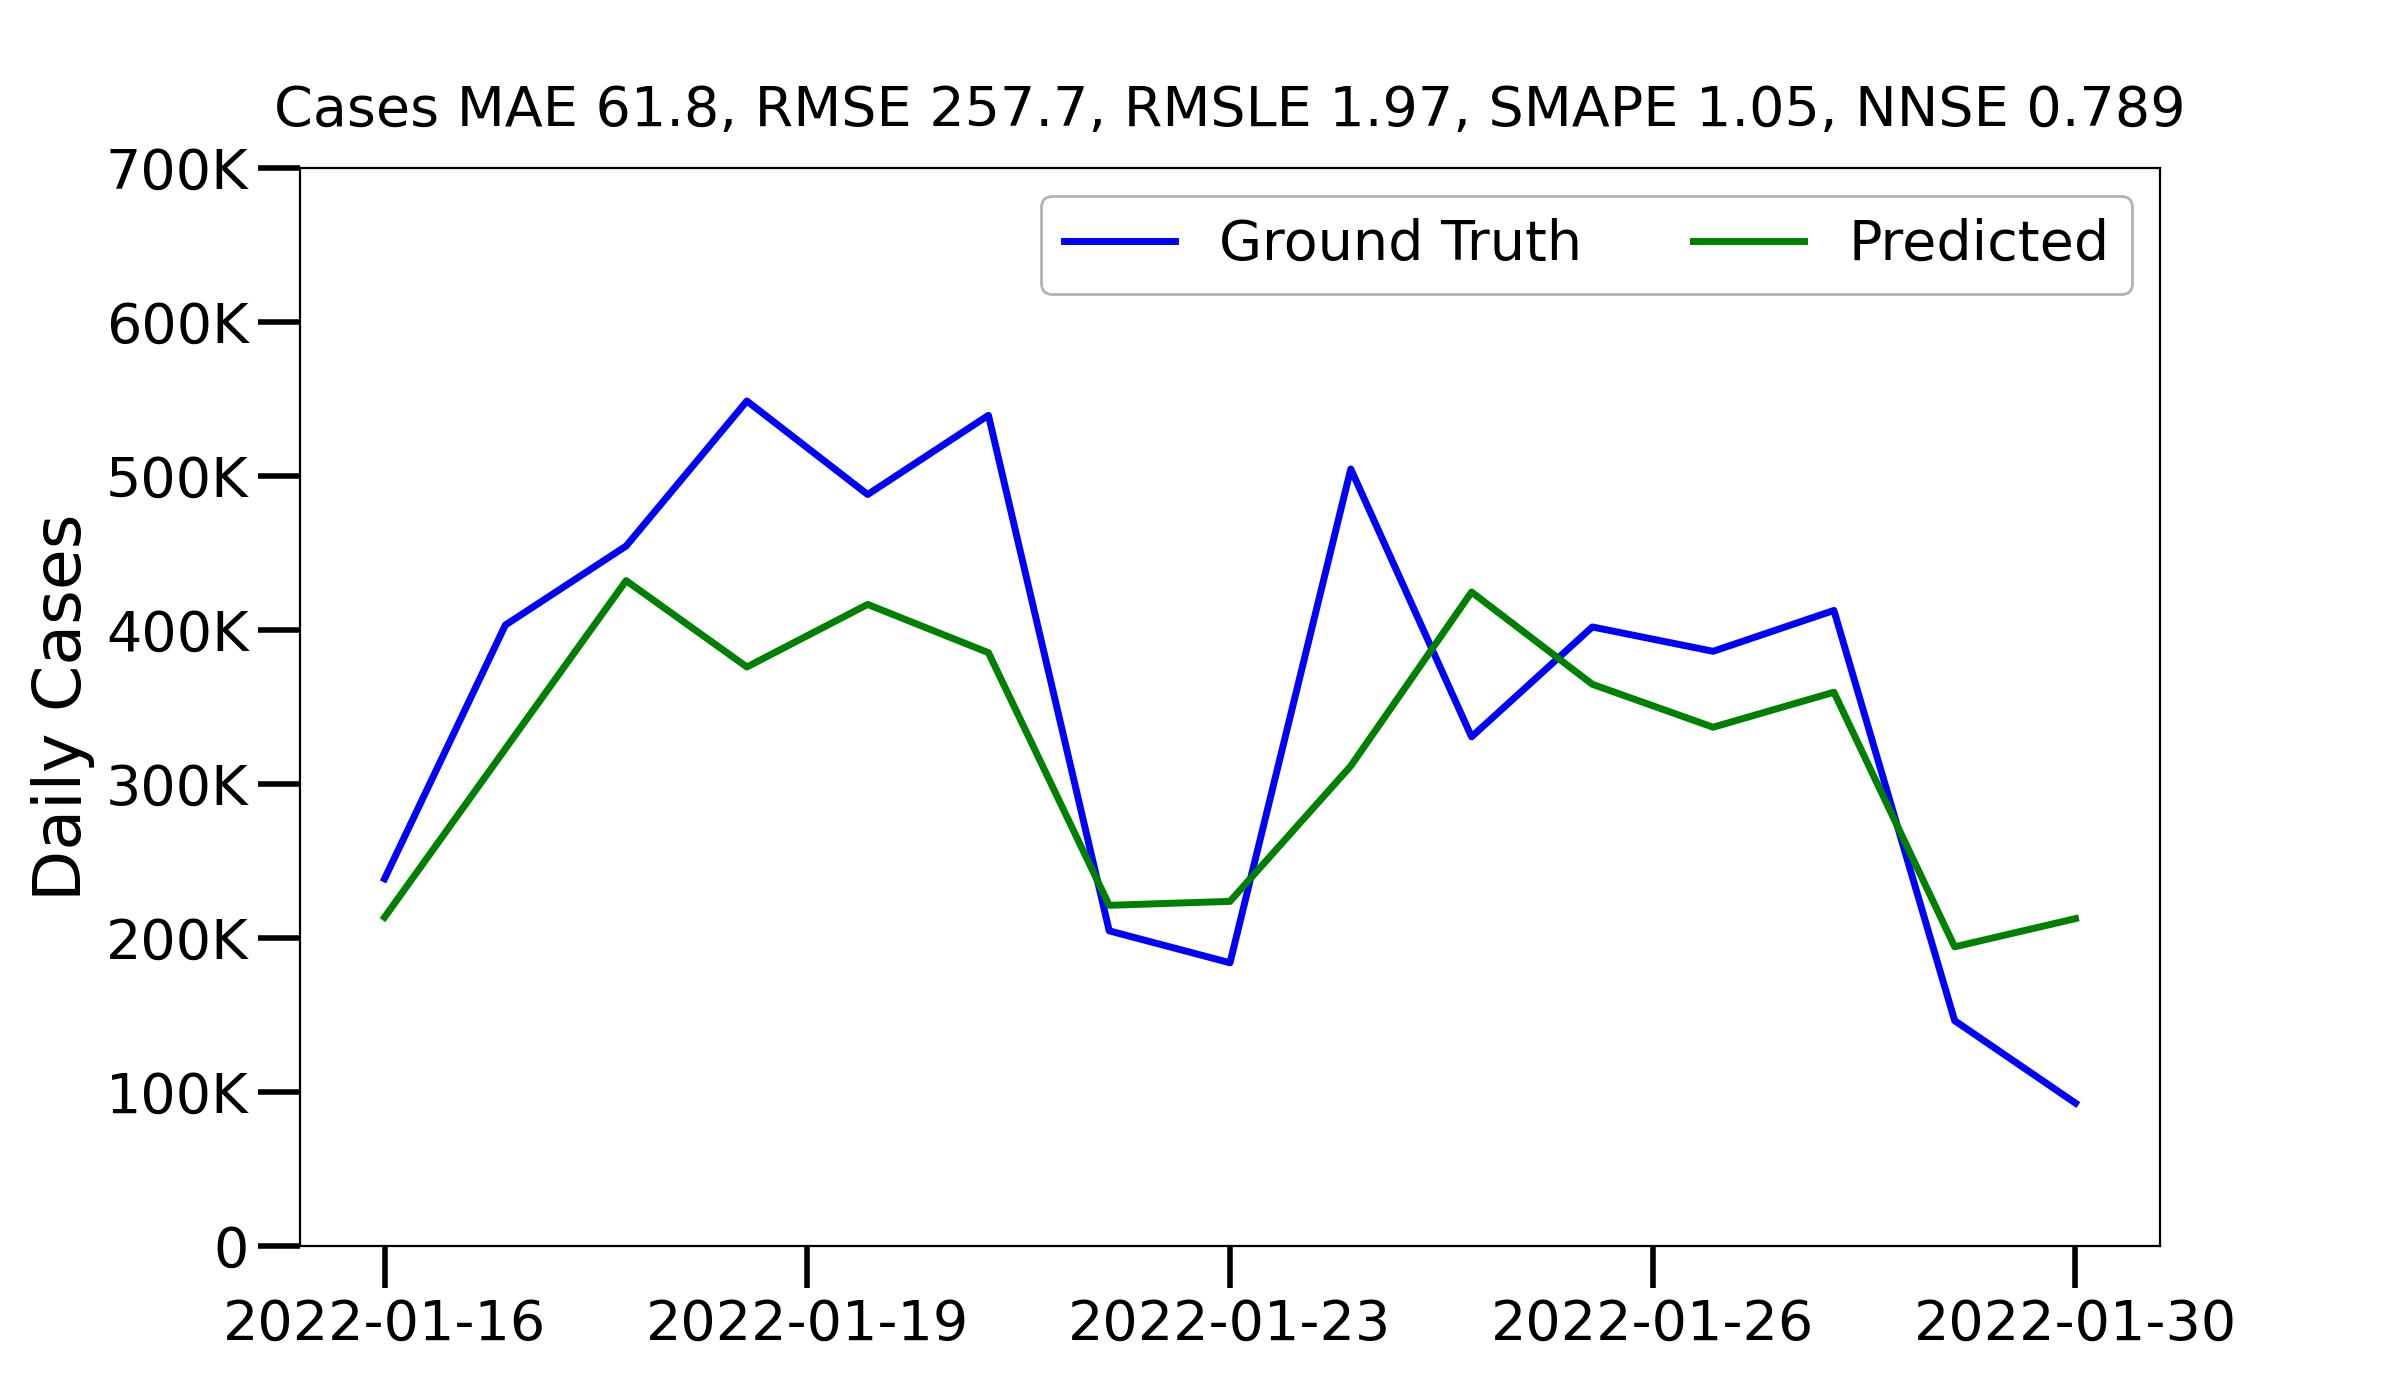 Cases MAE 61.8, RMSE 257.7, RMSLE 1.97, SMAPE 1.05, NNSE 0.789
Ground Truth
Predicted
Daily Cases
700K
600K
500K
400K
300K
200K
100K
0
2022-01-16
2022-01-19
2022-01-23
2022-01-26
2022-01-30